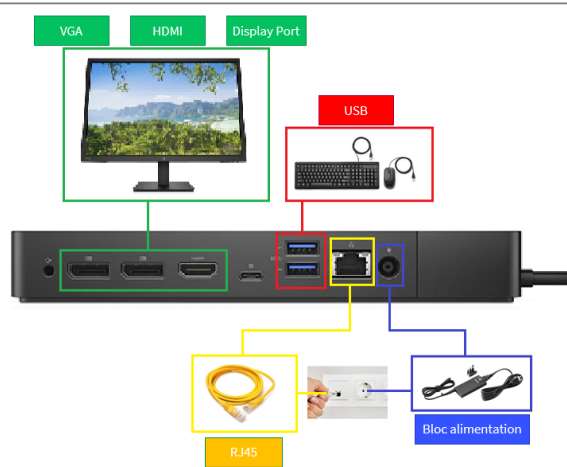 VGA
HDMI
Display Port
USB
RJ45
Bloc alimentation